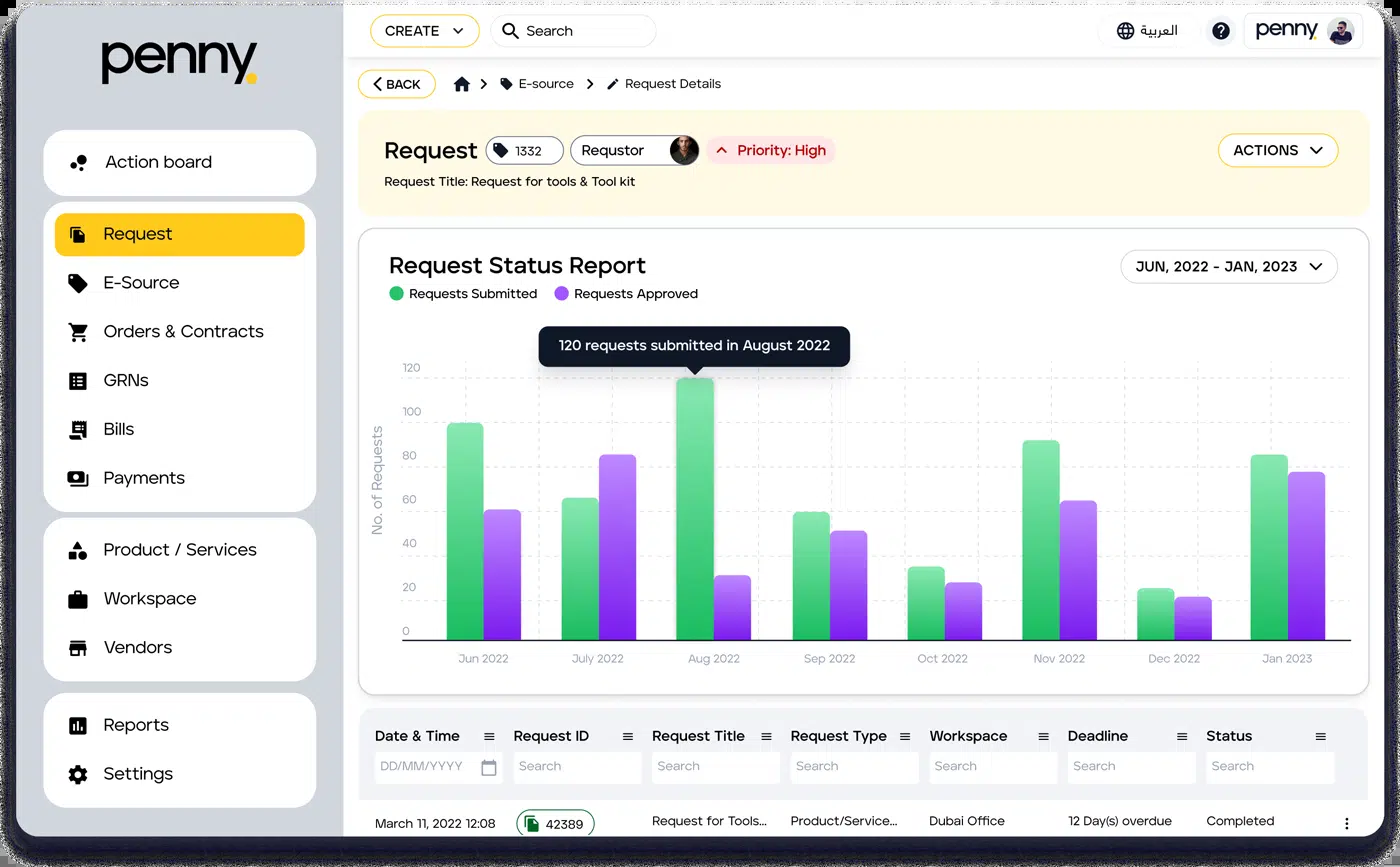 penny.
Action board
Request
E-Source
Orders & Contracts
GRNs
Bills
Payments
Product / Services
Workspace
Vendors
Reports
Settings
CREATE
Search
العربية
?
penny.
BACK
E-source
Request Details
Request 1332 Requstor Priority: High
ACTIONS
Request Title: Request for tools & Tool kit
Request Status Report
JUN, 2022 - JAN, 2023
Requests Submitted Requests Approved
120 requests submitted in August 2022
No. of Requests
120
100
80
60
40
20
0
Jun 2022 July 2022 Aug 2022 Sep 2022 Oct 2022 Nov 2022 Dec 2022 Jan 2023
Date & Time Request ID Request Title Request Type Workspace Deadline Status
DD/MM/YYYY Search Search Search Search Search Search
March 11, 2022 12:08 42389 Request for Tools... Product/Service... Dubai Office 12 Day(s) overdue Completed